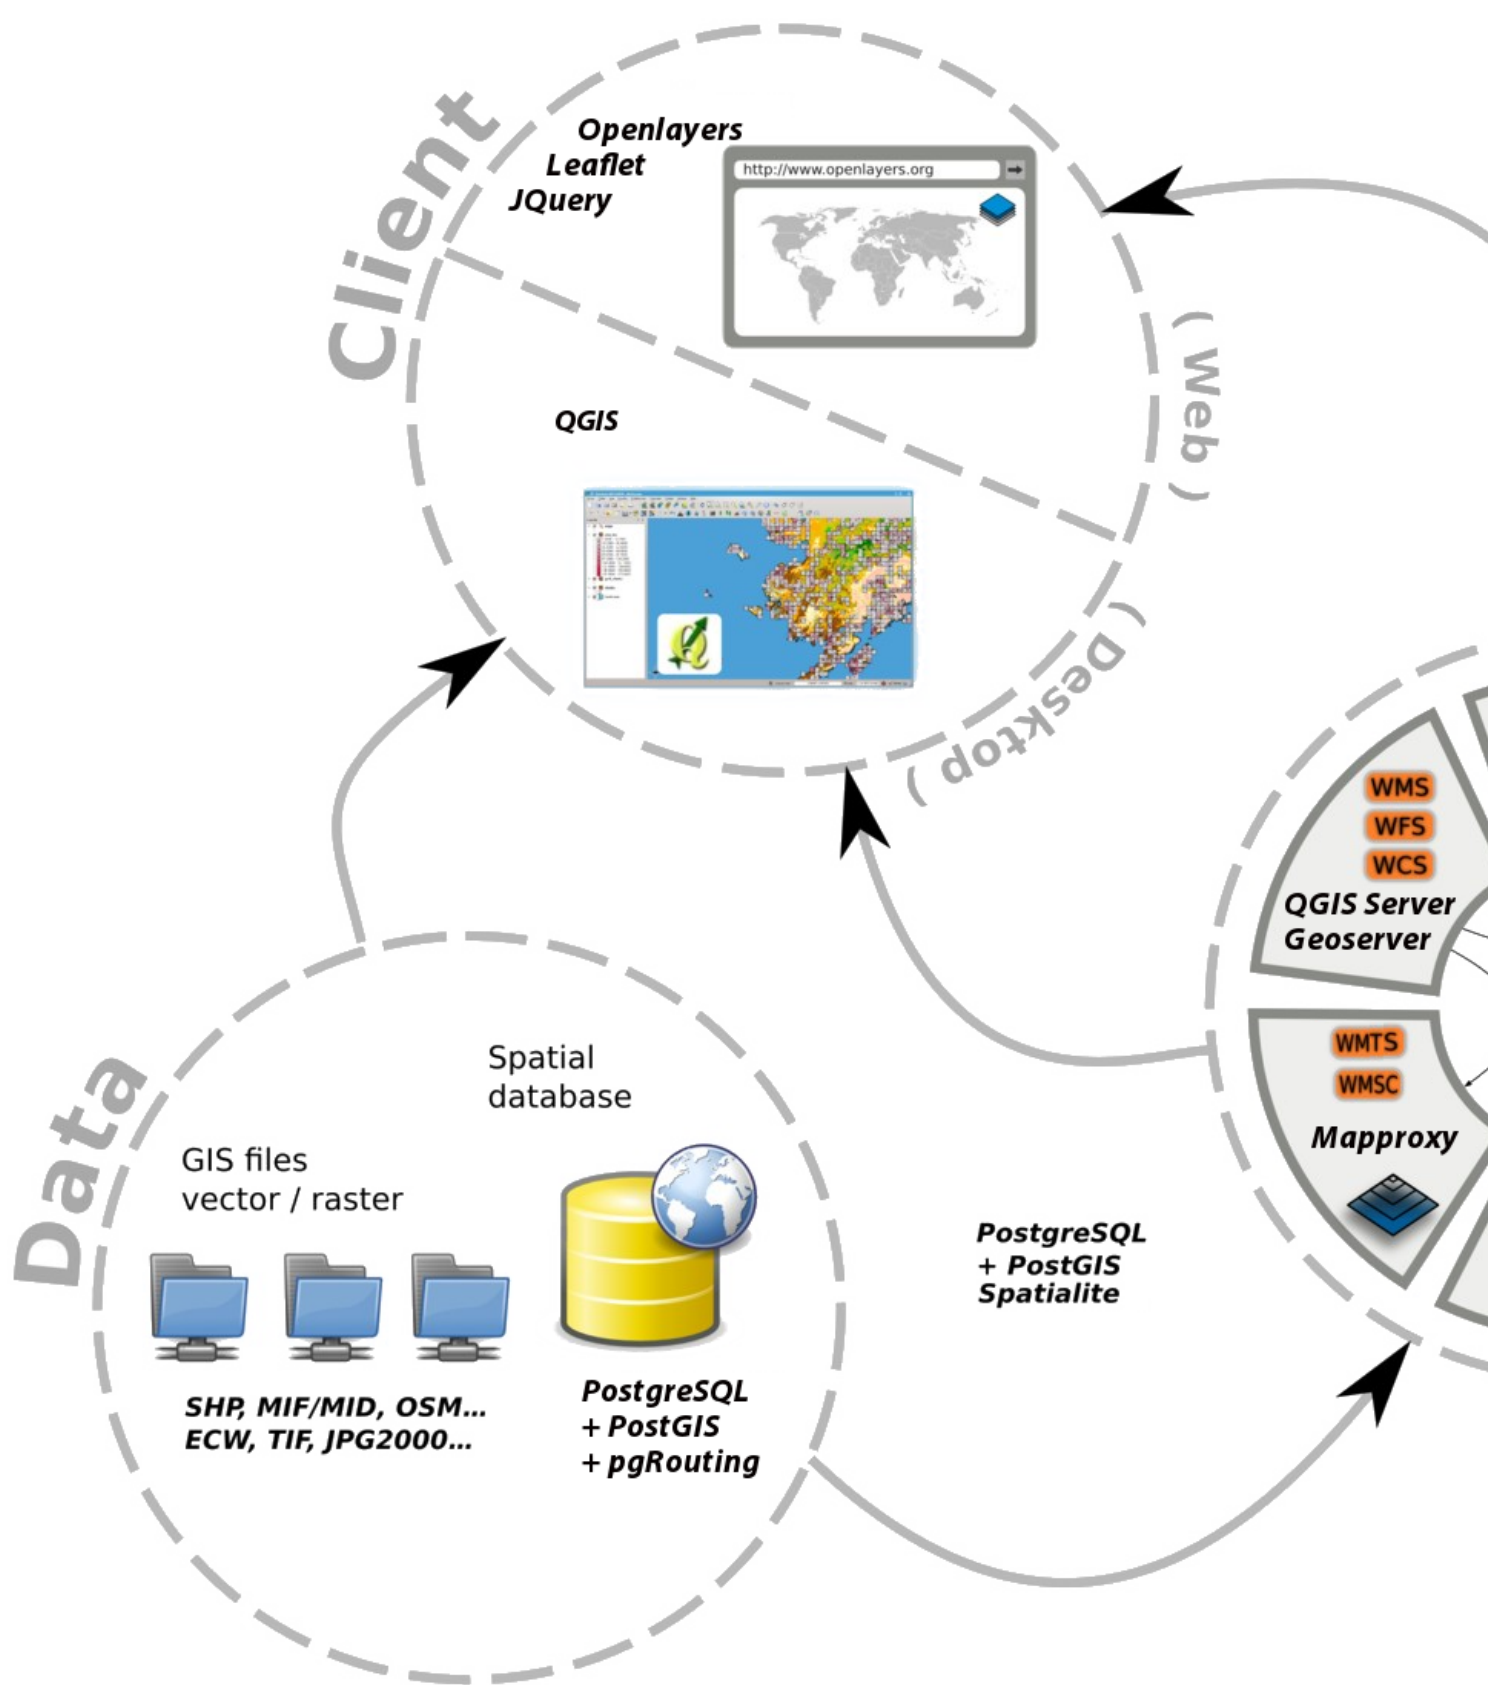 Client
Openlayers
Leaflet
JQuery
http://www.openlayers.org
( Web )
QGIS
( Desktop )
WMS
WFS
WCS
QGIS Server
Geoserver
WMTS
WMSC
Mapproxy
Data
Spatial
database
GIS files
vector / raster
SHP, MIF/MID, OSM...
ECW, TIF, JPG2000...
PostgreSQL
+ PostGIS
+ pgRouting
PostgreSQL
+ PostGIS
Spatialite